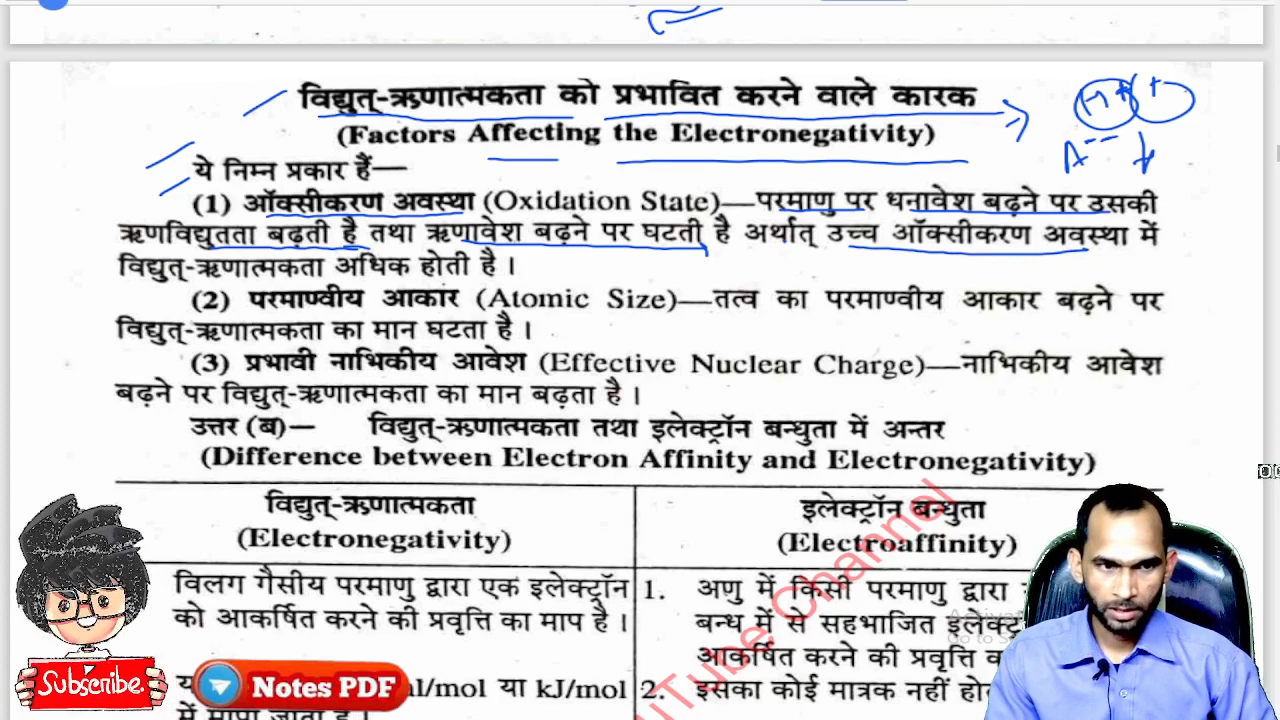 विद्युत्-ऋणात्मकता को प्रभावित करने वाले कारक
(Factors Affecting the Electronegativity)
ये निम्न प्रकार हैं—
(1) ऑक्सीकरण अवस्था (Oxidation State)—परमाणु पर धनावेश बढ़ने पर उसकी
ऋणविद्युतता बढ़ती है तथा ऋणावेश बढ़ने पर घटती है अर्थात् उच्च ऑक्सीकरण अवस्था में
विद्युत्-ऋणात्मकता अधिक होती है ।
(2) परमाण्वीय आकार (Atomic Size)—तत्व का परमाण्वीय आकार बढ़ने पर
विद्युत्-ऋणात्मकता का मान घटता है ।
(3) प्रभावी नाभिकीय आवेश (Effective Nuclear Charge)—नाभिकीय आवेश
बढ़ने पर विद्युत्-ऋणात्मकता का मान बढ़ता है ।
उत्तर (ब)— विद्युत्-ऋणात्मकता तथा इलेक्ट्रॉन बन्धुता में अन्तर
(Difference between Electron Affinity and Electronegativity)
विद्युत्-ऋणात्मकता
(Electronegativity)
विलग गैसीय परमाणु द्वारा एक इलेक्ट्रॉन
को आकर्षित करने की प्रवृत्ति का माप है ।
al/mol या kJ/mol
में मापा जाता है ।
इलेक्ट्रॉन बन्धुता
(Electroaffinity)
1. अणु में किसी परमाणु द्वारा
बन्ध में से सहभाजित
आकर्षित करने की प्रवृत्ति
2. इसका कोई मात्रक नहीं
Tube Channel
Subscribe.
Notes PDF